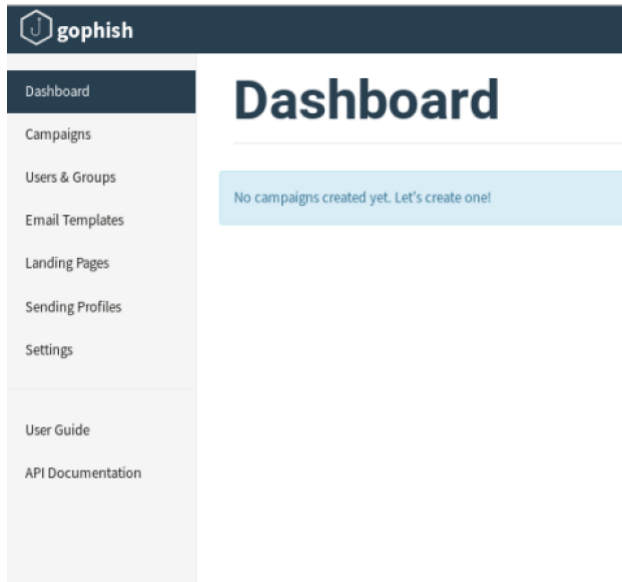 gophish
Dashboard
Campaigns
Users & Groups
Email Templates
Landing Pages
Sending Profiles
Settings
User Guide
API Documentation
Dashboard
No campaigns created yet. Let's create one!